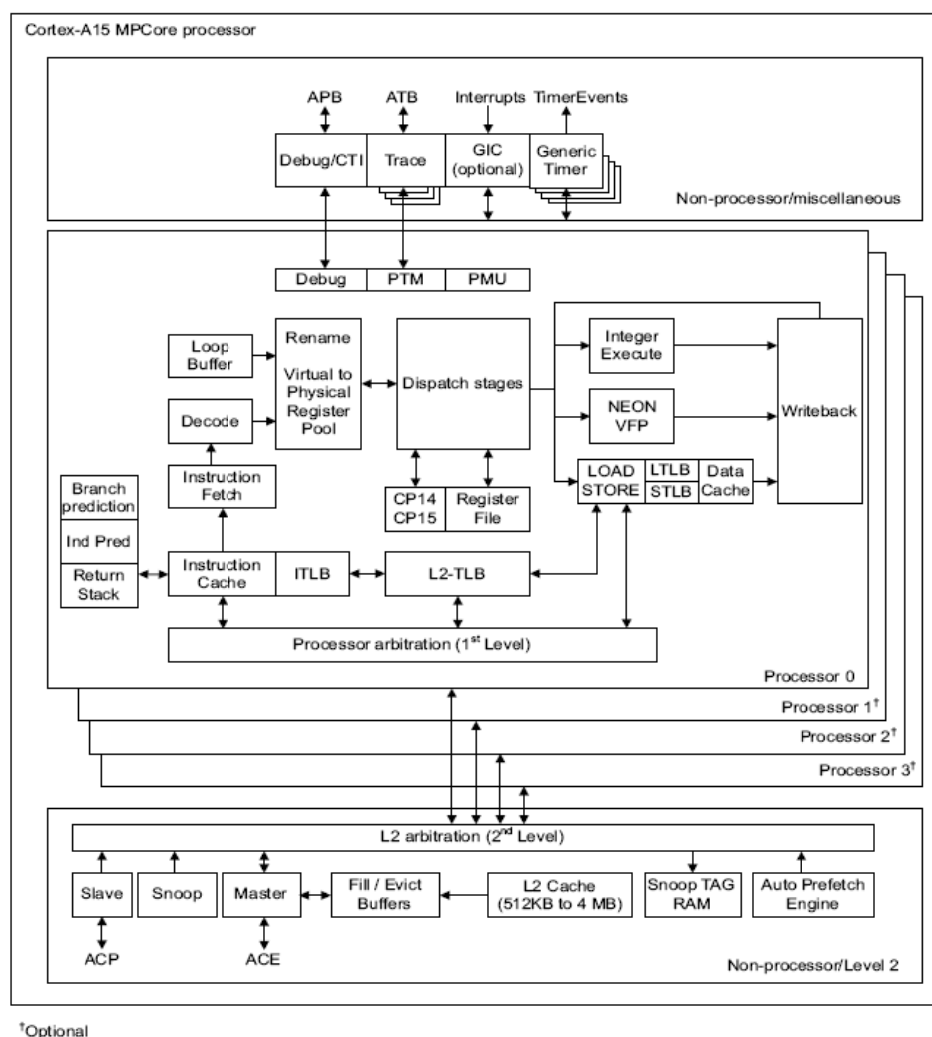 Cortex-A15 MPCore processor
APB
ATB
Interrupts
TimerEvents
Debug/CTI
Trace
GIC
(optional)
Generic
Timer
Non-processor/miscellaneous
Debug
PTM
PMU
Loop
Buffer
Rename
Virtual to
Physical
Register
Pool
Dispatch stages
Integer
Execute
NEON
VFP
Writeback
Decode
Instruction
Fetch
LOAD
STORE
LTLB
STLB
Data
Cache
CP14
CP15
Register
File
Branch
prediction
Ind Pred
Return
Stack
Instruction
Cache
ITLB
L2-TLB
Processor arbitration (1st Level)
Processor 0
Processor 1†
Processor 2†
Processor 3†
L2 arbitration (2nd Level)
Slave
Snoop
Master
Fill / Evict
Buffers
L2 Cache
(512KB to 4 MB)
Snoop TAG
RAM
Auto Prefetch
Engine
ACP
ACE
Non-processor/Level 2
†Optional